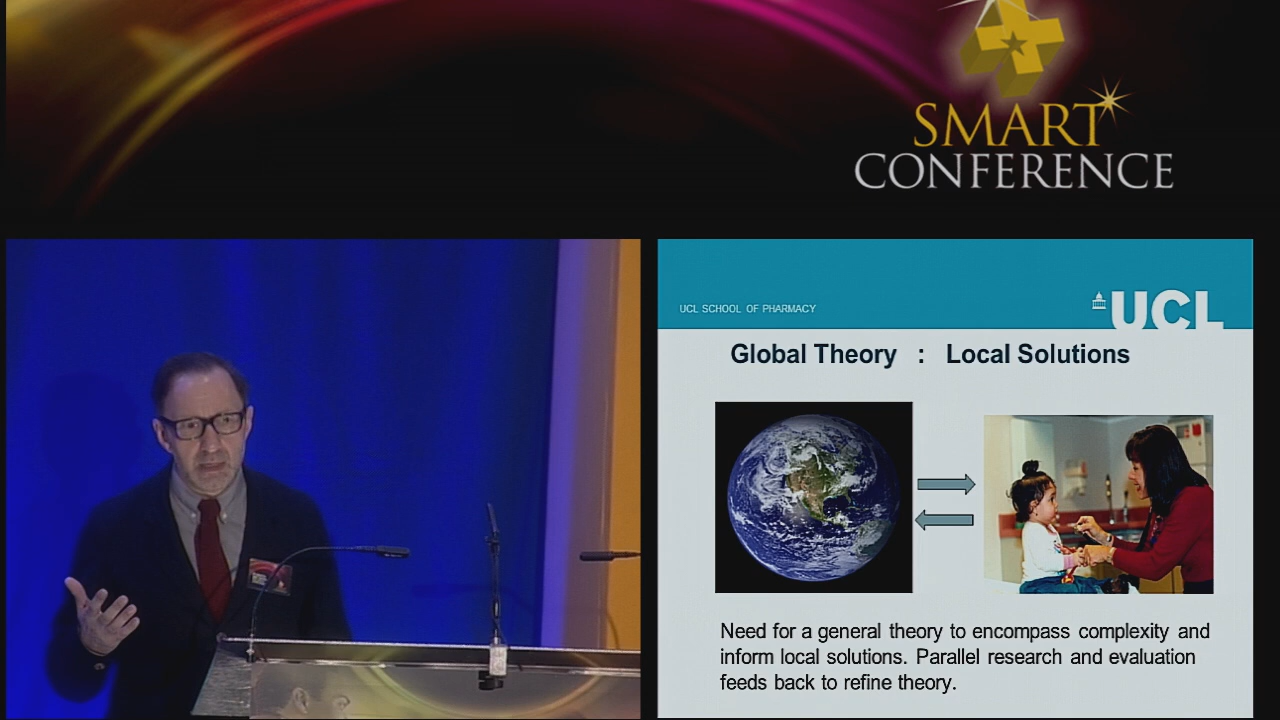 SMART
CONFERENCE
UCL SCHOOL OF PHARMACY
UCL
Global Theory : Local Solutions
Need for a general theory to encompass complexity and
inform local solutions. Parallel research and evaluation
feeds back to refine theory.